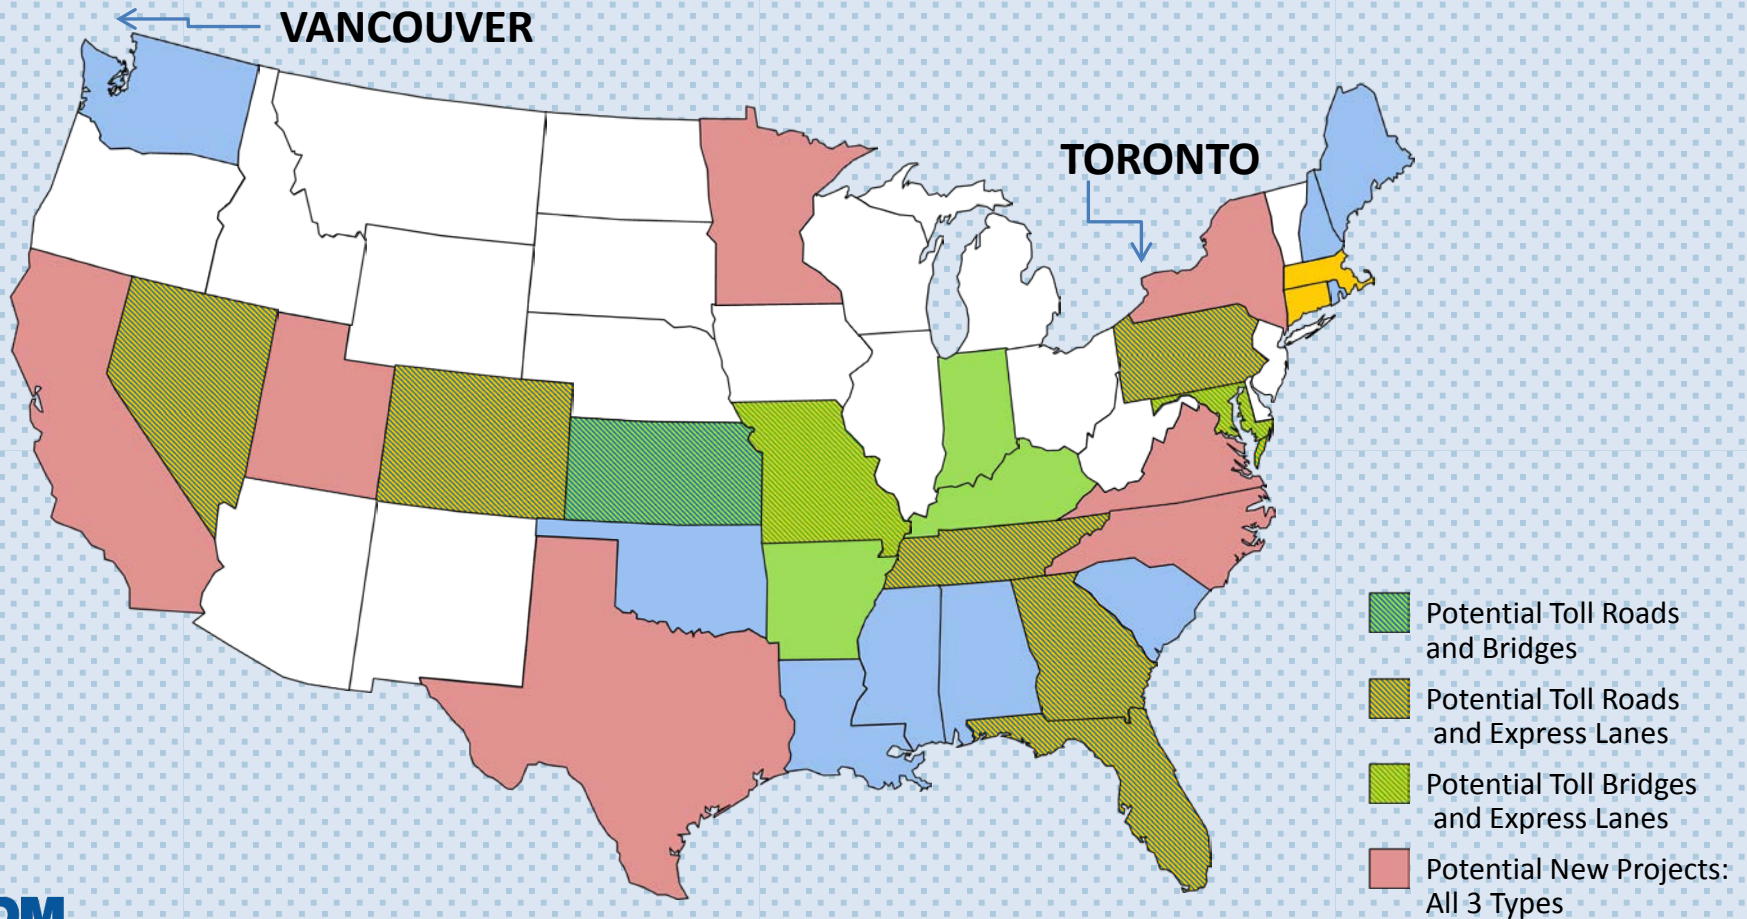 VANCOUVER
TORONTO
Potential Toll Roads
and Bridges
Potential Toll Roads
and Express Lanes
Potential Toll Bridges
and Express Lanes
Potential New Projects:
All 3 Types